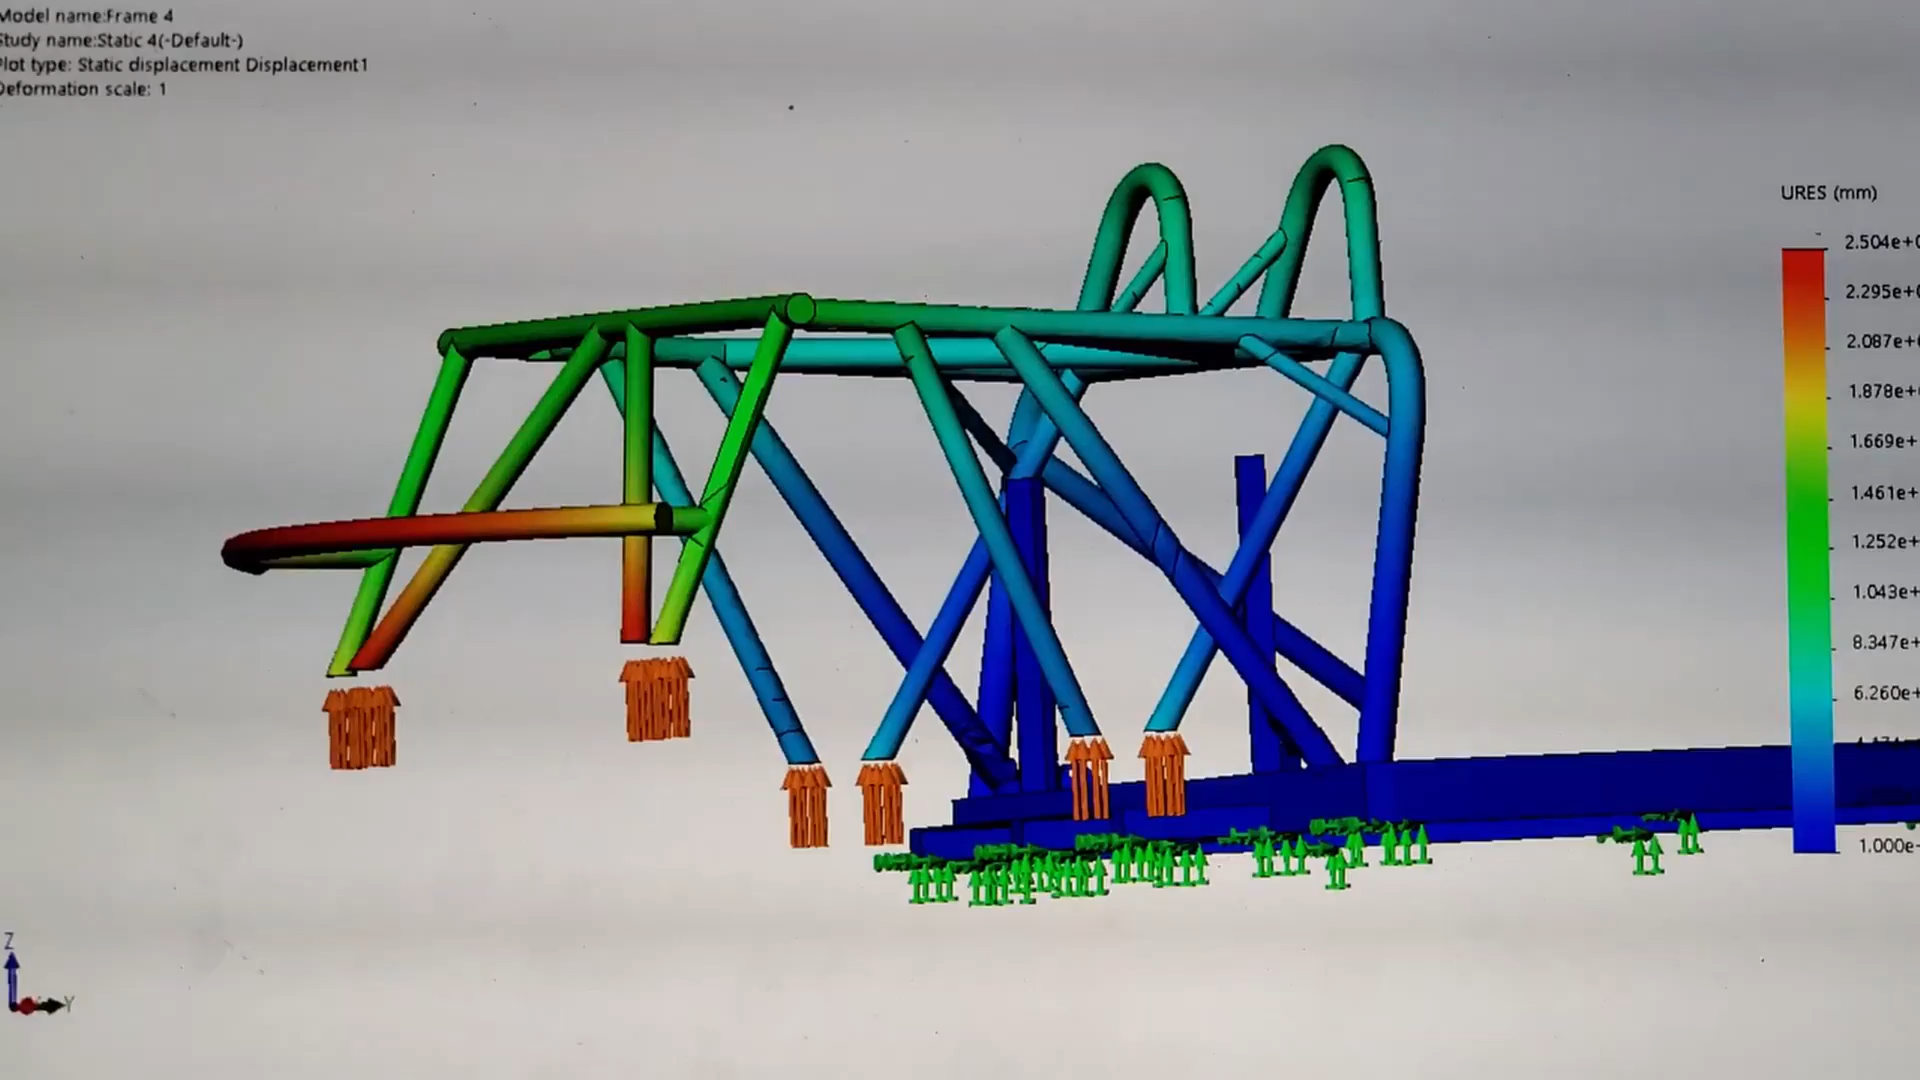 Model name:Frame 4
Study name:Static 4(-Default-)
Plot type: Static displacement Displacement1
Deformation scale: 1
URES (mm)
2.504e+0
2.295e+0
2.087e+
1.878e+
1.669e+
1.461e+
1.252e+
1.043e+
8.347e+
6.260e+
1.000e-
Z
Y